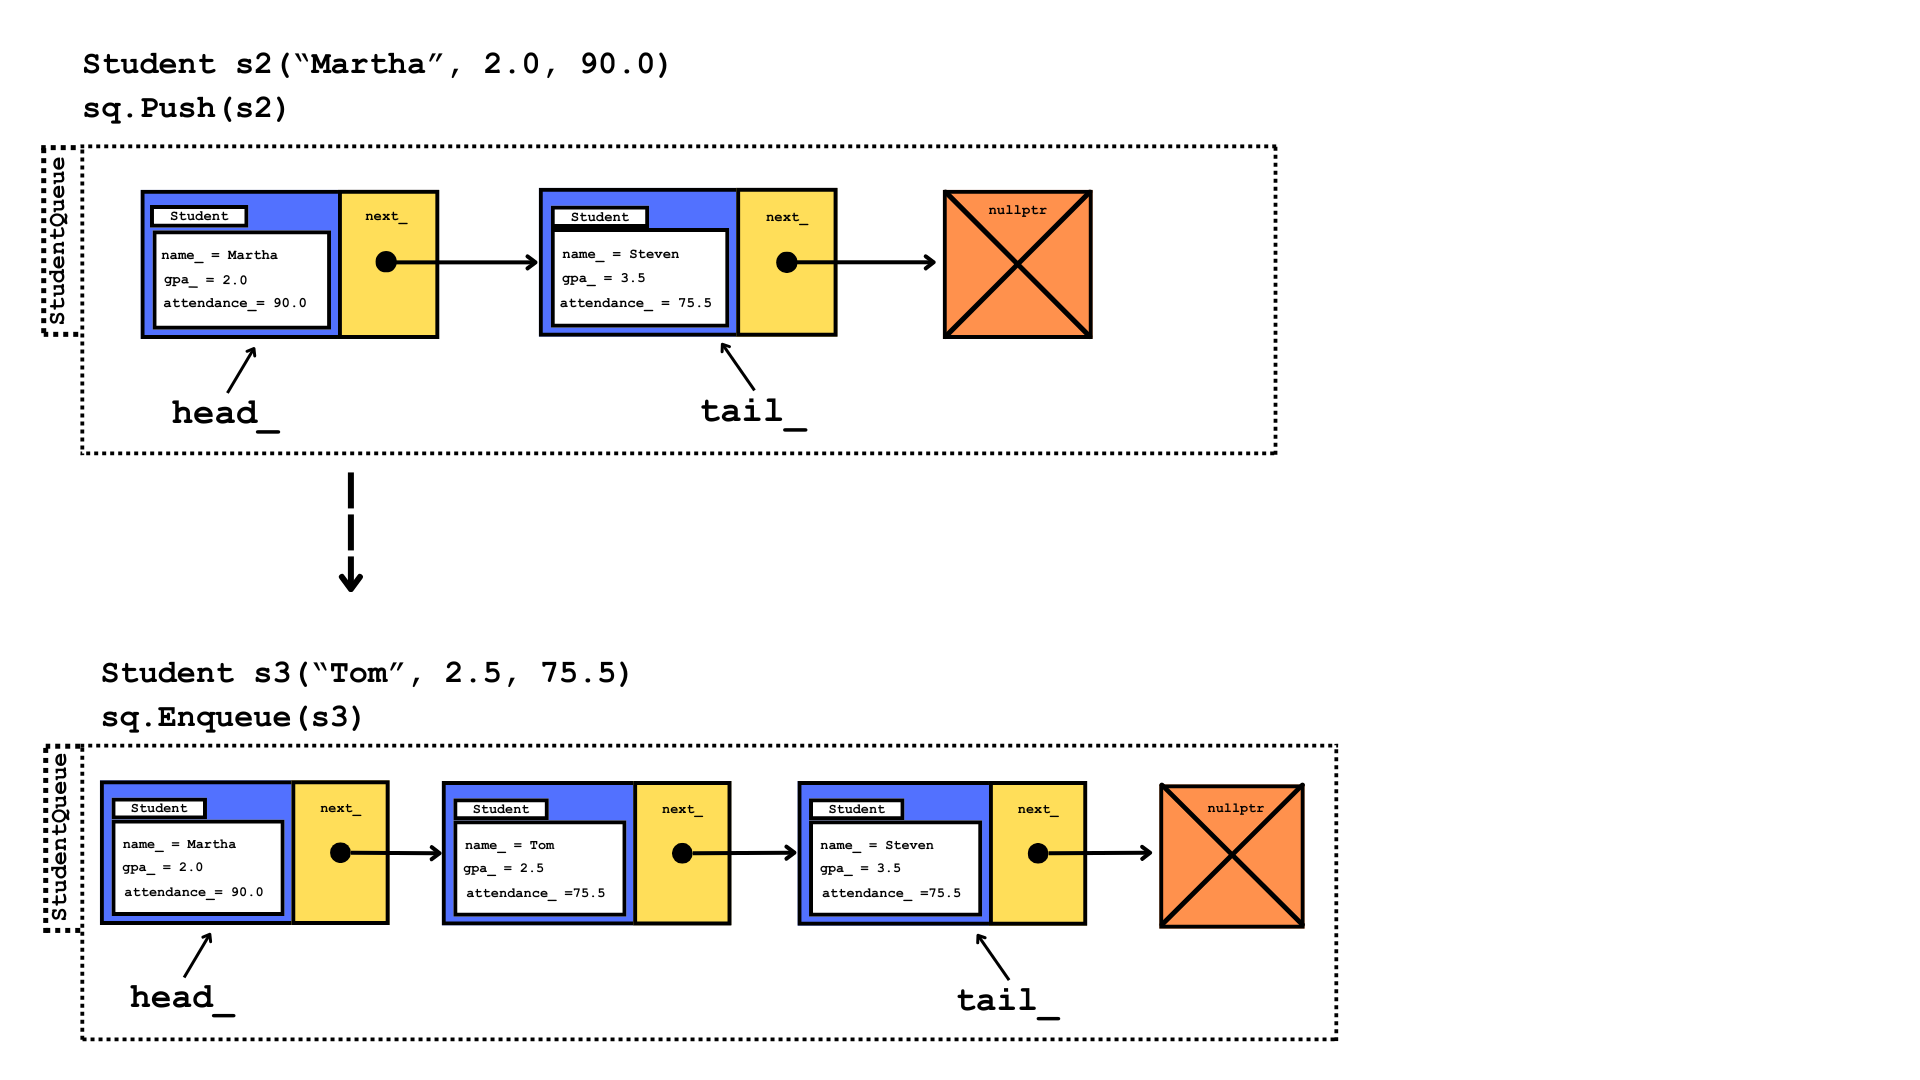 Student s2(“Martha”, 2.0, 90.0)
sq.Push(s2)
StudentQueue
Student
name_ = Martha
gpa_ = 2.0
attendance_= 90.0
next_
Student
name_ = Steven
gpa_ = 3.5
attendance_ = 75.5
next_
nullptr
head_
tail_
Student s3(“Tom”, 2.5, 75.5)
sq.Enqueue(s3)
StudentQueue
Student
name_ = Martha
gpa_ = 2.0
attendance_= 90.0
next_
Student
name_ = Tom
gpa_ = 2.5
attendance_ =75.5
next_
Student
name_ = Steven
gpa_ = 3.5
attendance_ =75.5
next_
nullptr
head_
tail_